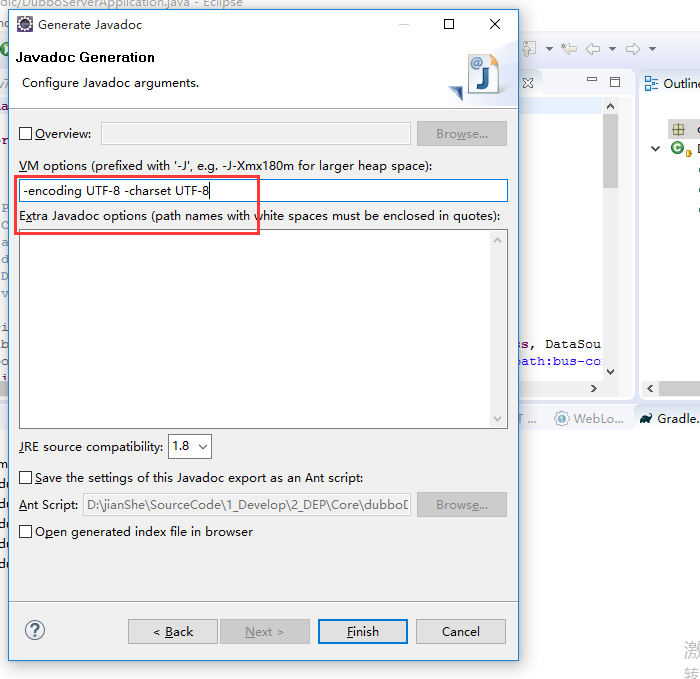 dic/DubboServerApplication.java - Eclipse
Generate Javadoc
Javadoc Generation
Configure Javadoc arguments.
Outline
Overview:
Browse...
VM options (prefixed with '-J', e.g. -J-Xmx180m for larger heap space):
-encoding UTF-8 -charset UTF-8
Extra Javadoc options (path names with white spaces must be enclosed in quotes):
ss, DataSou
path:bus-co
WebLo...
Gradle.
JRE source compatibility:
1.8
Save the settings of this Javadoc export as an Ant script:
Ant Script:
D:\jianShe\SourceCode\1_Develop\2_DEP\Core\dubboD
Browse...
Open generated index file in browser
< Back
Next >
Finish
Cancel
激
转